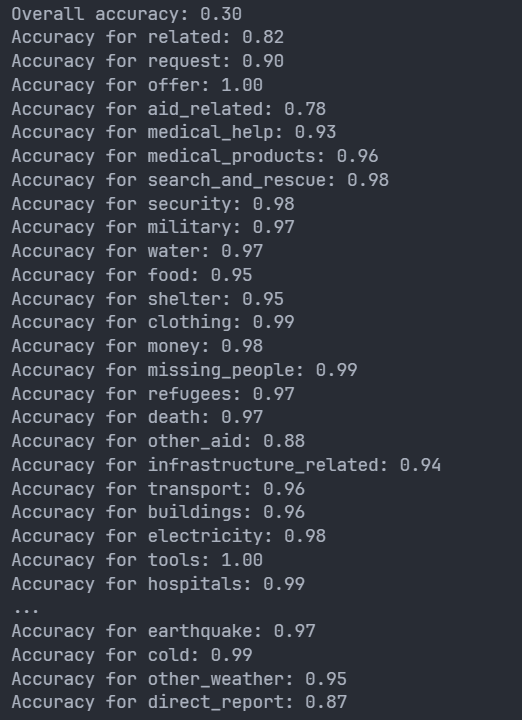 Overall accuracy: 0.30
Accuracy for related: 0.82
Accuracy for request: 0.90
Accuracy for offer: 1.00
Accuracy for aid_related: 0.78
Accuracy for medical_help: 0.93
Accuracy for medical_products: 0.96
Accuracy for search_and_rescue: 0.98
Accuracy for security: 0.98
Accuracy for military: 0.97
Accuracy for water: 0.97
Accuracy for food: 0.95
Accuracy for shelter: 0.95
Accuracy for clothing: 0.99
Accuracy for money: 0.98
Accuracy for missing_people: 0.99
Accuracy for refugees: 0.97
Accuracy for death: 0.97
Accuracy for other_aid: 0.88
Accuracy for infrastructure_related: 0.94
Accuracy for transport: 0.96
Accuracy for buildings: 0.96
Accuracy for electricity: 0.98
Accuracy for tools: 1.00
Accuracy for hospitals: 0.99
...
Accuracy for earthquake: 0.97
Accuracy for cold: 0.99
Accuracy for other_weather: 0.95
Accuracy for direct_report: 0.87